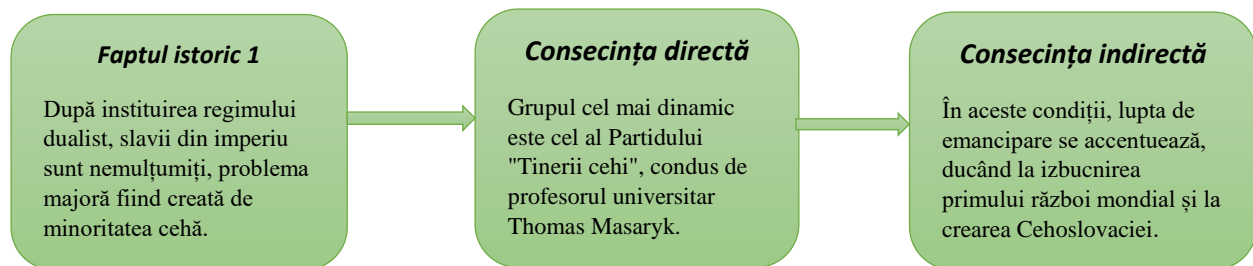 Faptul istoric 1
După instituirea regimului
dualist, slavii din imperiu
sunt nemulțumiți, problema
majoră fiind creată de
minoritatea cehă.
Consecința directă
Grupul cel mai dinamic
este cel al Partidului
"Tinerii cehi", condus de
profesorul universitar
Thomas Masaryk.
Consecința indirectă
În aceste condiții, lupta de
emancipare se accentuează,
ducând la izbucnirea
primului război mondial și la
crearea Cehoslovaciei.